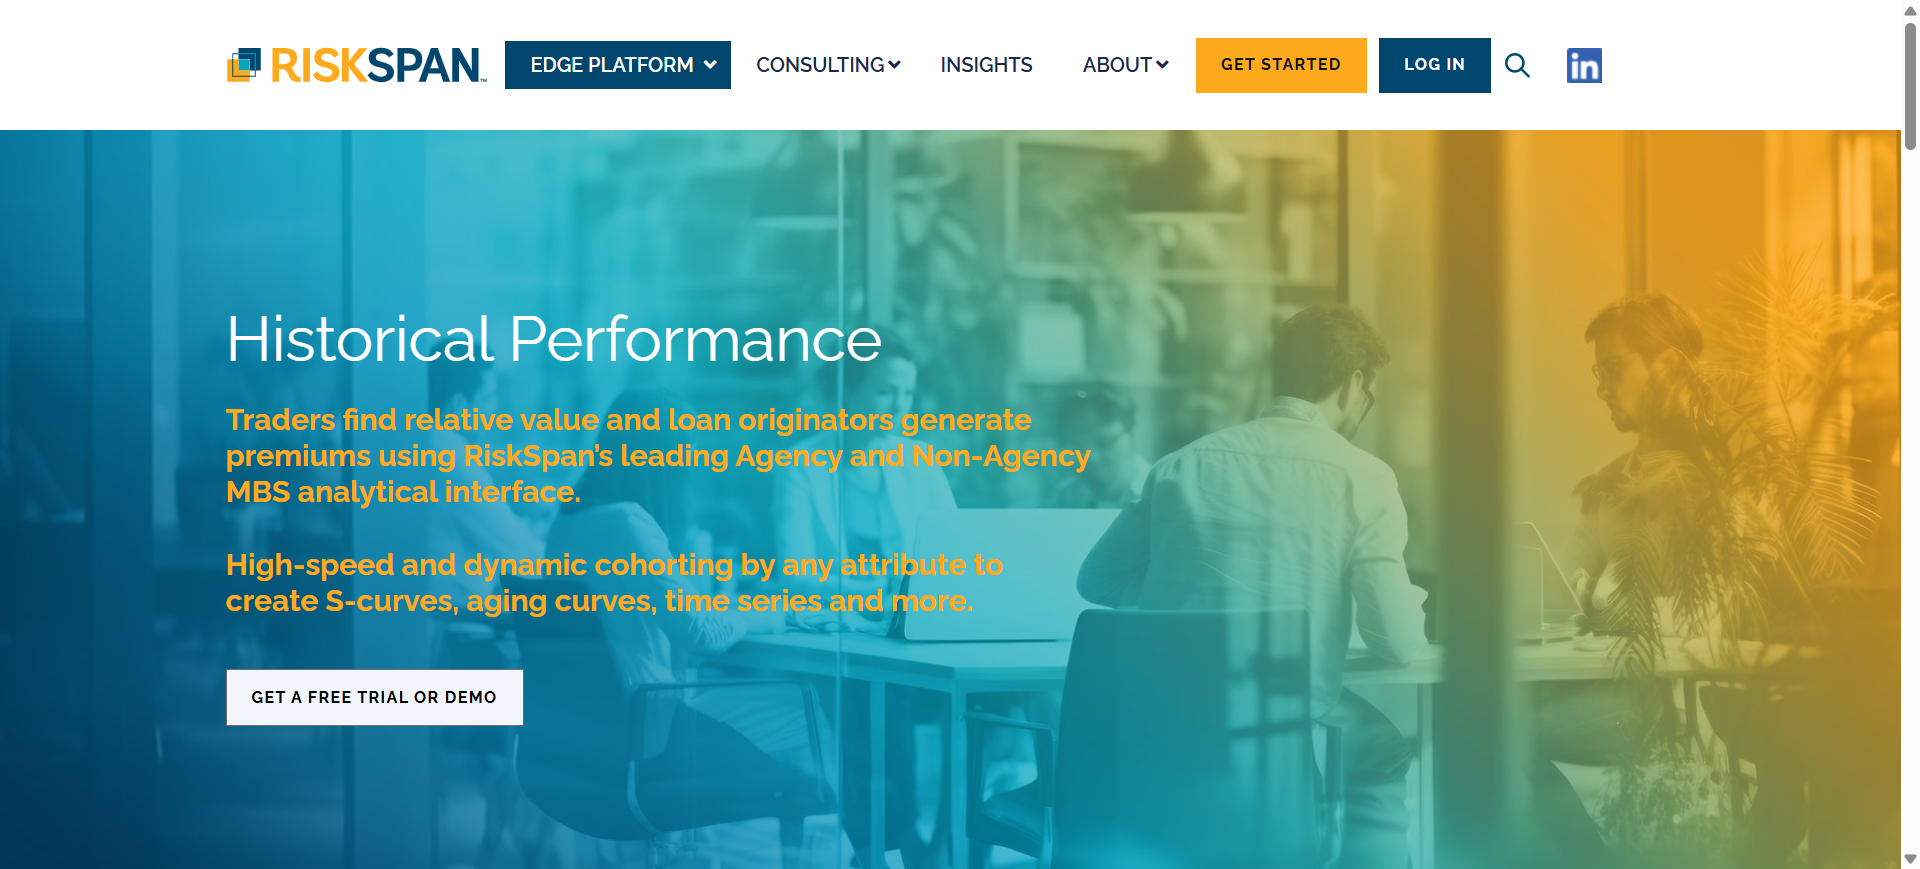 RISKSPAN™
EDGE PLATFORM
CONSULTING
INSIGHTS
ABOUT
GET STARTED
LOG IN
in
Historical Performance
Traders find relative value and loan originators generate
premiums using RiskSpan's leading Agency and Non-Agency
MBS analytical interface.
High-speed and dynamic cohorting by any attribute to
create S-curves, aging curves, time series and more.
GET A FREE TRIAL OR DEMO